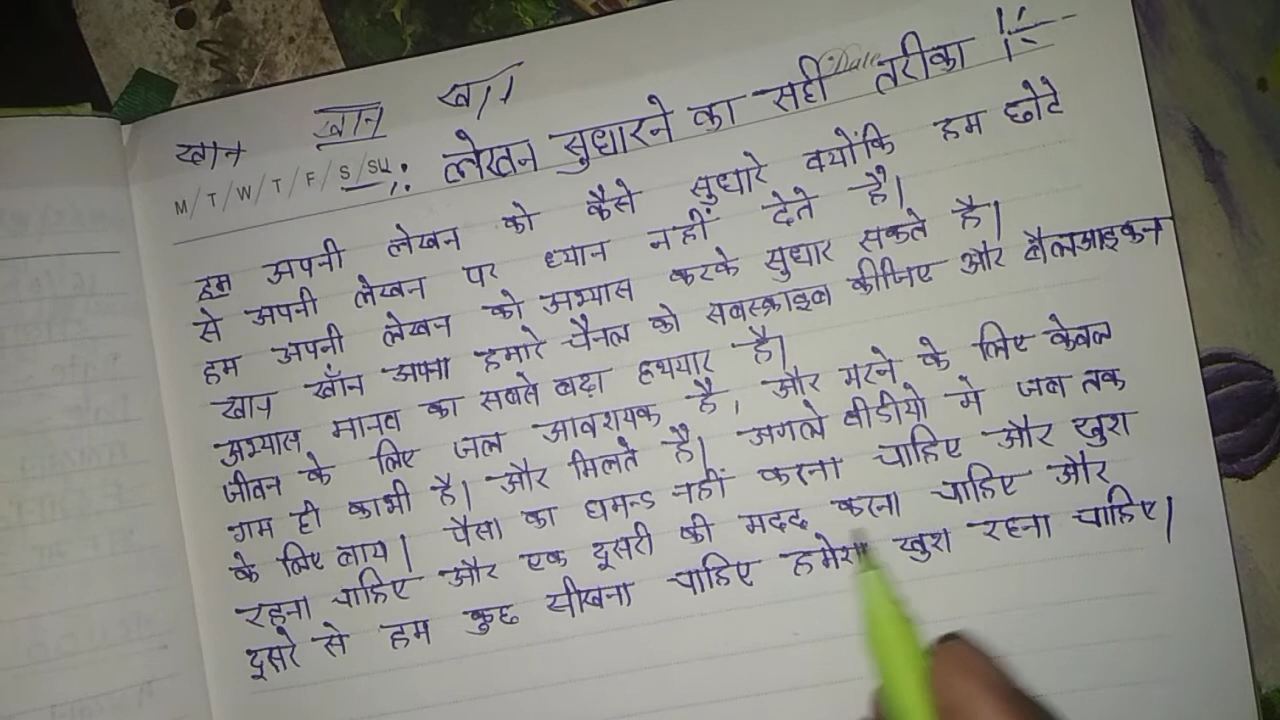 खान खान खान
Date
M/T/W/T/F/S/SU
लेखन सुधारने का सही तरीका
हम अपनी लेखन को कैसे सुधारे क्योंकि हम छोटे
से अपनी लेखन पर ध्यान नहीं देते है।
हम अपनी लेखन को अभ्यास करके सुधार सकते है।
खान खाँन अपना हमारे चैनल को सबस्क्राइब कीजिए और बैलआइकन
अभ्यास मानव का सबसे बड़ा हथयार है।
जीवन के लिए जल आवश्यक है, और मरने के लिए केवल
गम ही काभी है। और मिलते है। अगले वीडीयो मे जब तक
के लिए बाय। पैसा का घमन्ड नहीं करना चाहिए और खुश
रहना चाहिए और एक दूसरी की मदद करना चाहिए और
दूसरे से हम कुछ सीखना चाहिए हमेशा खुश रहना चाहिए।